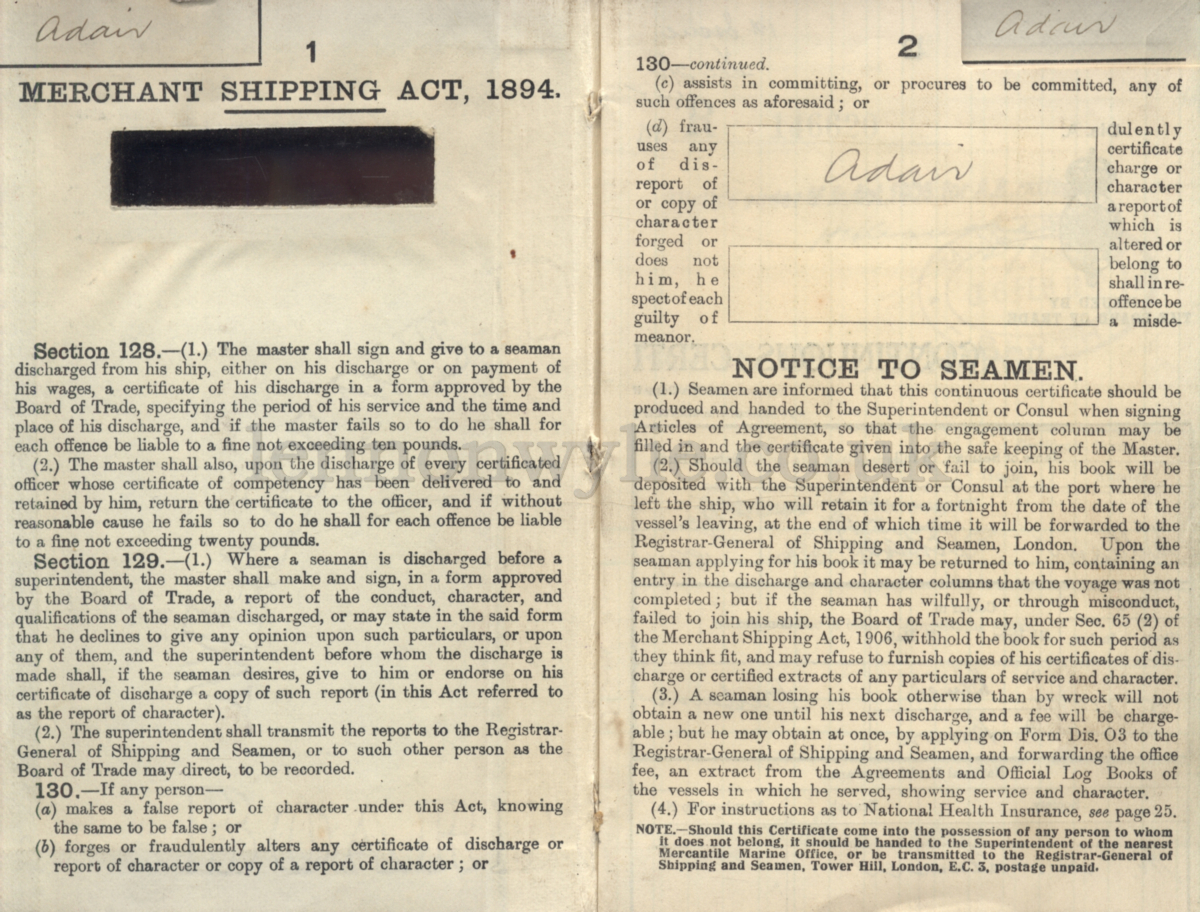 Adair
1
MERCHANT SHIPPING ACT, 1894.
Section 128.—(1.) The master shall sign and give to a seaman
discharged from his ship, either on his discharge or on payment of
his wages, a certificate of his discharge in a form approved by the
Board of Trade, specifying the period of his service and the time and
place of his discharge, and if the master fails so to do he shall for
each offence be liable to a fine not exceeding ten pounds.
(2.) The master shall also, upon the discharge of every certificated
officer whose certificate of competency has been delivered to and
retained by him, return the certificate to the officer, and if without
reasonable cause he fails so to do he shall for each offence be liable
to a fine not exceeding twenty pounds.
Section 129.—(1.) Where a seaman is discharged before a
superintendent, the master shall make and sign, in a form approved
by the Board of Trade, a report of the conduct, character, and
qualifications of the seaman discharged, or may state in the said form
that he declines to give any opinion upon such particulars, or upon
any of them, and the superintendent before whom the discharge is
made shall, if the seaman desires, give to him or endorse on his
certificate of discharge a copy of such report (in this Act referred to
as the report of character).
(2.) The superintendent shall transmit the reports to the Registrar-
General of Shipping and Seamen, or to such other person as the
Board of Trade may direct, to be recorded.
130.—If any person—
(a) makes a false report of character under this Act, knowing
the same to be false; or
(b) forges or fraudulently alters any certificate of discharge or
report of character or copy of a report of character; or
Adair
2
130—continued.
(c) assists in committing, or procures to be committed, any of
such offences as aforesaid; or
(d) frau- dulently
uses any certificate
of dis- charge or
report of character
or copy of a report of
character which is
forged or altered or
does not belong to
him, he shall in re-
spect of each offence be
guilty of a misde-
meanor.
Adair
NOTICE TO SEAMEN.
(1.) Seamen are informed that this continuous certificate should be
produced and handed to the Superintendent or Consul when signing
Articles of Agreement, so that the engagement column may be
filled in and the certificate given into the safe keeping of the Master.
(2.) Should the seaman desert or fail to join, his book will be
deposited with the Superintendent or Consul at the port where he
left the ship, who will retain it for a fortnight from the date of the
vessel's leaving, at the end of which time it will be forwarded to the
Registrar-General of Shipping and Seamen, London. Upon the
seaman applying for his book it may be returned to him, containing an
entry in the discharge and character columns that the voyage was not
completed; but if the seaman has wilfully, or through misconduct,
failed to join his ship, the Board of Trade may, under Sec. 65 (2) of
the Merchant Shipping Act, 1906, withhold the book for such period as
they think fit, and may refuse to furnish copies of his certificates of dis-
charge or certified extracts of any particulars of service and character.
(3.) A seaman losing his book otherwise than by wreck will not
obtain a new one until his next discharge, and a fee will be charge-
able; but he may obtain at once, by applying on Form Dis. O3 to the
Registrar-General of Shipping and Seamen, and forwarding the office
fee, an extract from the Agreements and Official Log Books of
the vessels in which he served, showing service and character.
(4.) For instructions as to National Health Insurance, see page 25.
NOTE.—Should this Certificate come into the possession of any person to whom
it does not belong, it should be handed to the Superintendent of the nearest
Mercantile Marine Office, or be transmitted to the Registrar-General of
Shipping and Seamen, Tower Hill, London, E.C. 3, postage unpaid.